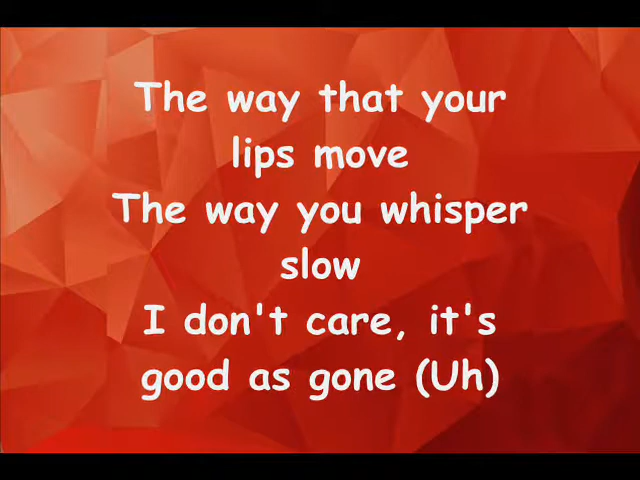 The way that your
lips move
The way you whisper
slow
I don't care, it's
good as gone (Uh)